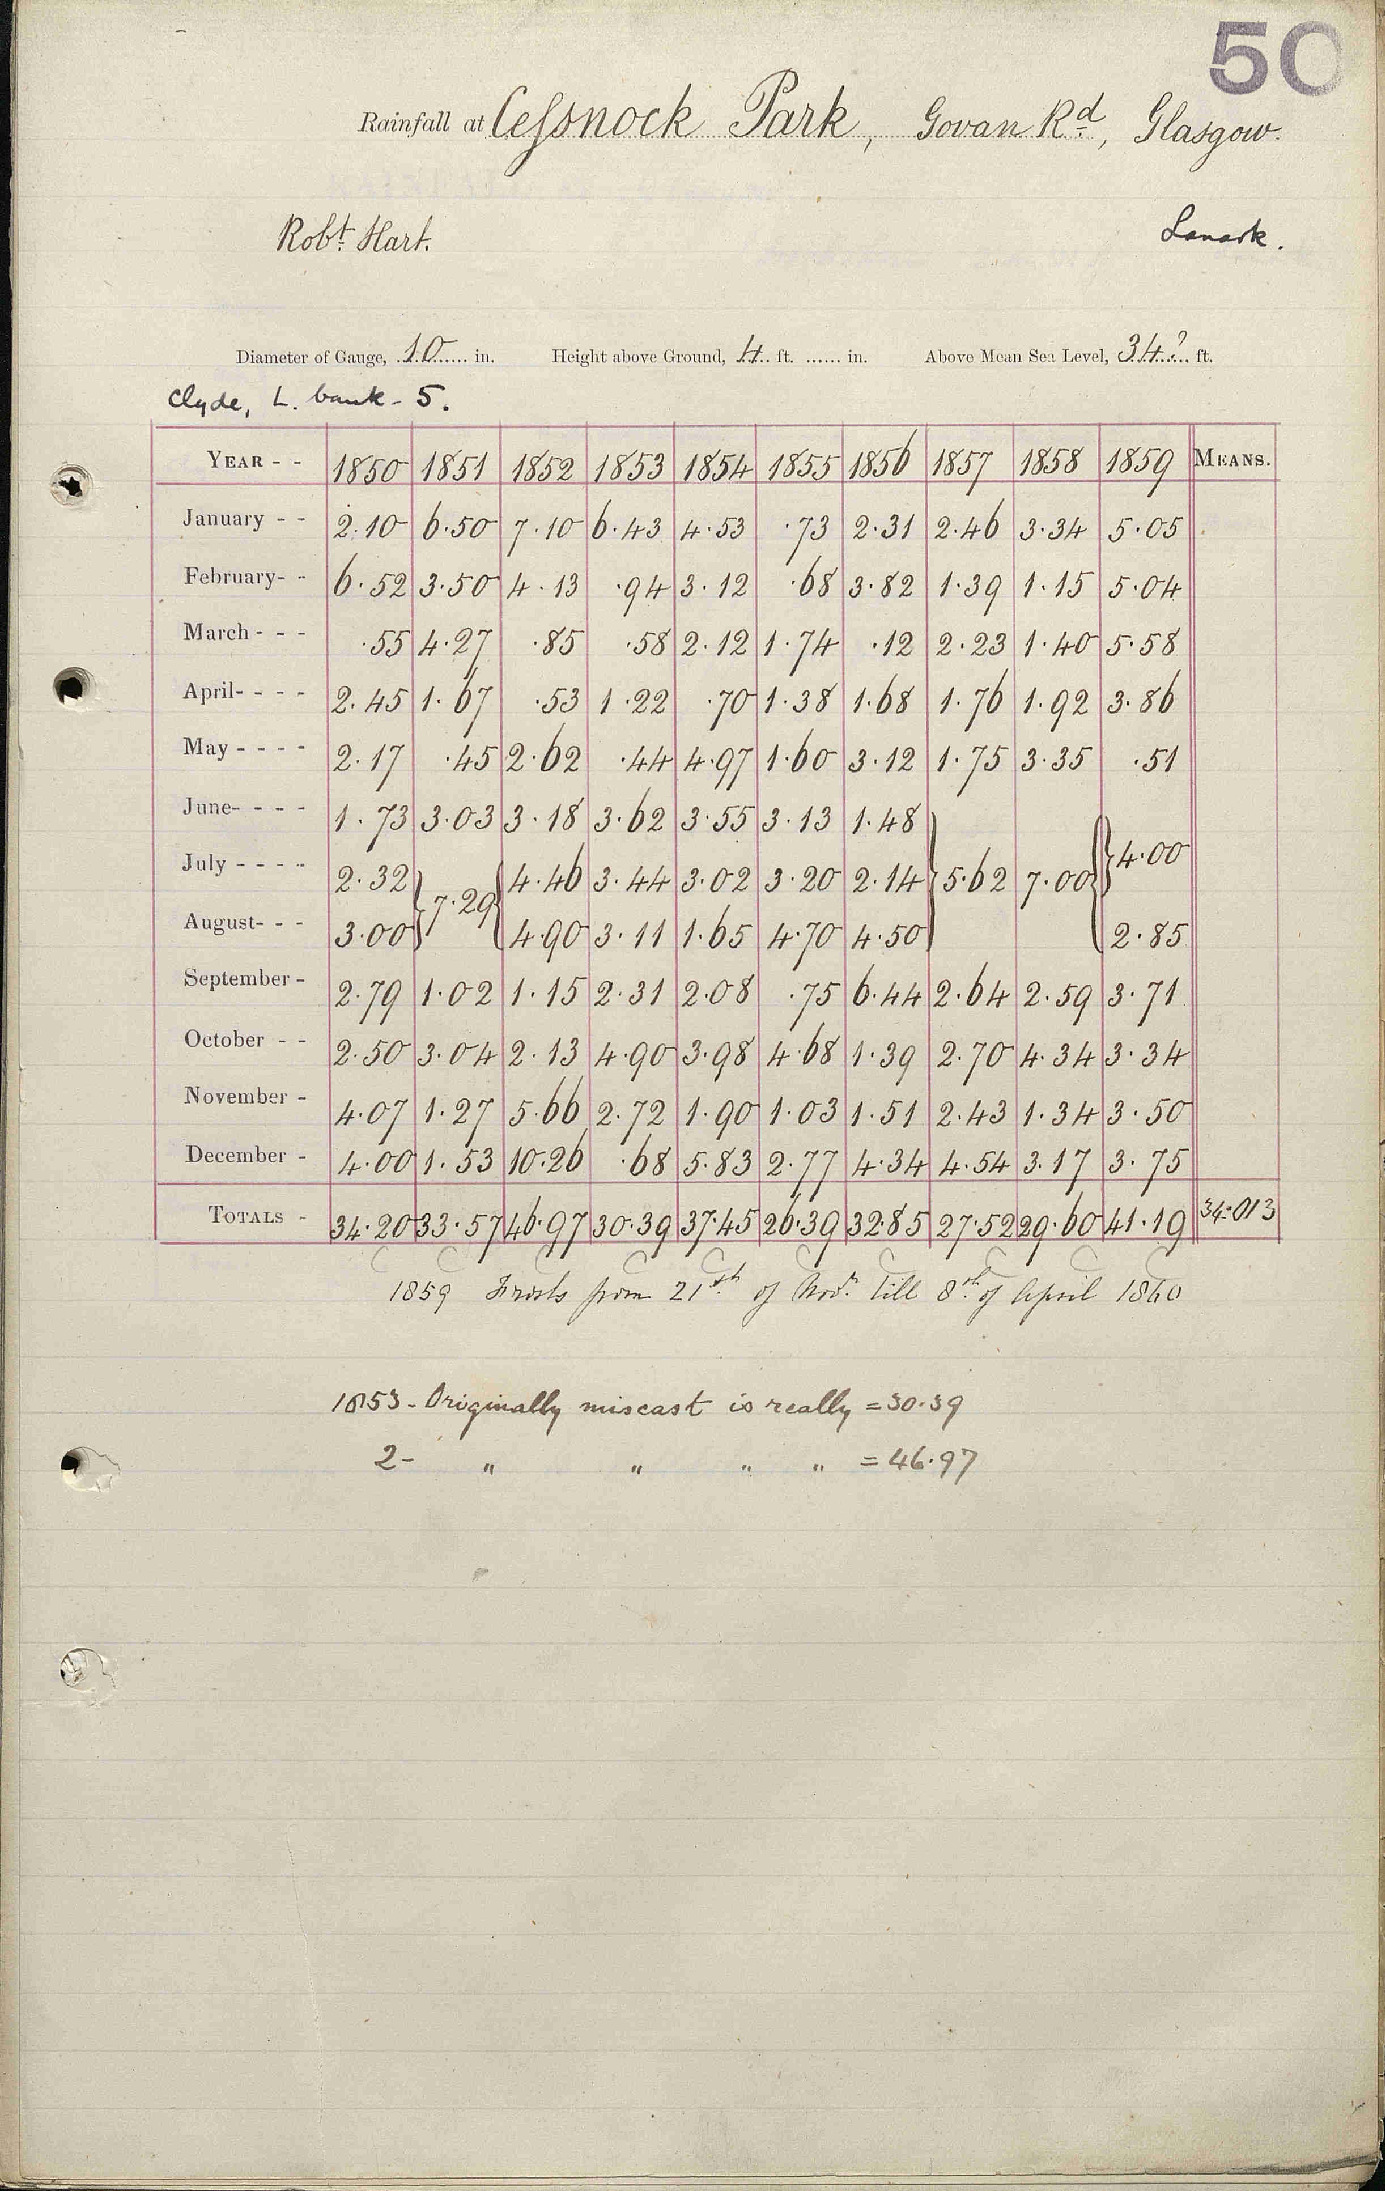 50
Rainfall at Cessnock Park, Govan Rd, Glasgow.
Robt Hart. Lanark.
Diameter of Gauge, 10 in. Height above Ground, 4 ft. ...... in. Above Mean Sea Level, 34? ft.
Clyde, L. bank - 5.
YEAR - - 1850 1851 1852 1853 1854 1855 1856 1857 1858 1859 MEANS.
January - - 2.10 6.50 7.10 6.43 4.53 .73 2.31 2.46 3.34 5.05
February- - 6.52 3.50 4.13 .94 3.12 .68 3.82 1.39 1.15 5.04
March - - - .55 4.27 .85 .58 2.12 1.74 .12 2.23 1.40 5.58
April- - - - 2.45 1.67 .53 1.22 .70 1.38 1.68 1.76 1.92 3.86
May - - - - 2.17 .45 2.62 .44 4.97 1.60 3.12 1.75 3.35 .51
June- - - - 1.73 3.03 3.18 3.62 3.55 3.13 1.48
July - - - - 2.32 } 7.29 { 4.46 3.44 3.02 3.20 2.14 } 5.62 7.00 { } 4.00
August- - - 3.00 4.90 3.11 1.65 4.70 4.50 2.85
September - 2.79 1.02 1.15 2.31 2.08 .75 6.44 2.64 2.59 3.71
October - - 2.50 3.04 2.13 4.90 3.98 4.68 1.39 2.70 4.34 3.34
November - 4.07 1.27 5.66 2.72 1.90 1.03 1.51 2.43 1.34 3.50
December - 4.00 1.53 10.26 .68 5.83 2.77 4.34 4.54 3.17 3.75
TOTALS - 34.20 33.57 46.97 30.39 37.45 26.39 32.85 27.52 29.60 41.19 34.013
1859 Frosts from 21st of Novr till 8th of April 1860
1853 - Originally miscast is really = 30.39
2 - " " " " = 46.97